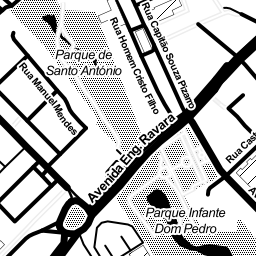 Rua Capitão Souza Pizarro
Rua Homem Cristo Filho
Parque de
Santo António
Rua Manuel Mendes
Avenida Eng. Ravara
Rua Cast
Parque Infante
Dom Pedro